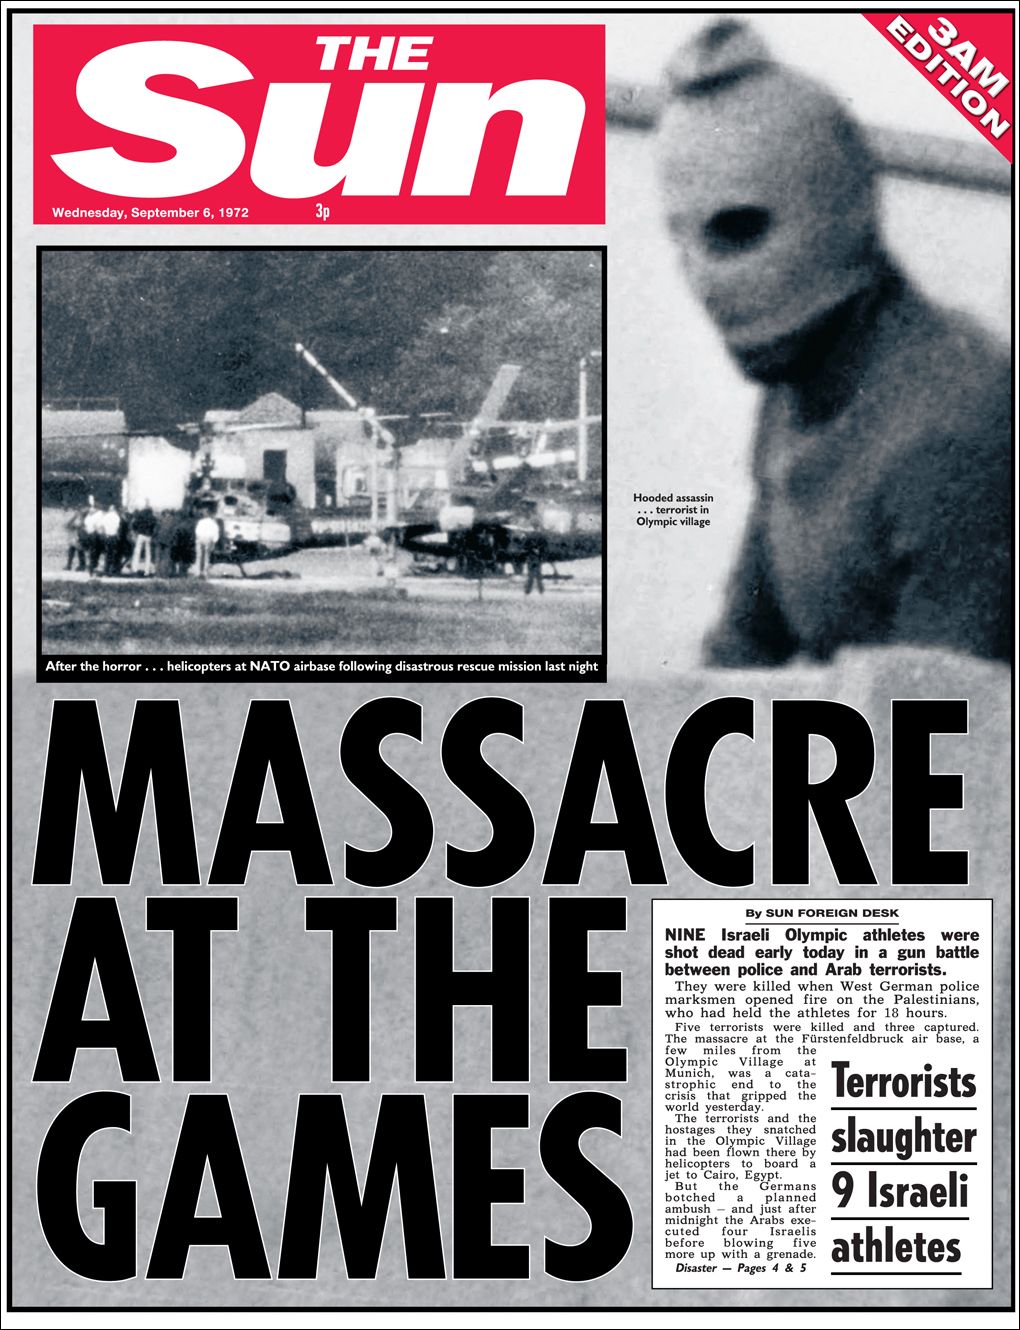 THE
Sun
Wednesday, September 6, 1972 3p
3AM
EDITION
Hooded assassin
. . . terrorist in
Olympic village
After the horror . . . helicopters at NATO airbase following disastrous rescue mission last night
MASSACRE
AT THE
GAMES
By SUN FOREIGN DESK
NINE Israeli Olympic athletes were
shot dead early today in a gun battle
between police and Arab terrorists.
They were killed when West German police
marksmen opened fire on the Palestinians,
who had held the athletes for 18 hours.
Five terrorists were killed and three captured.
The massacre at the Fürstenfeldbruck air base, a
few miles from the
Olympic Village at
Munich, was a cata-
strophic end to the
crisis that gripped the
world yesterday.
The terrorists and the
hostages they snatched
in the Olympic Village
had been flown there by
helicopters to board a
jet to Cairo, Egypt.
But the Germans
botched a planned
ambush – and just after
midnight the Arabs exe-
cuted four Israelis
before blowing five
more up with a grenade.
Disaster — Pages 4 & 5
Terrorists
slaughter
9 Israeli
athletes